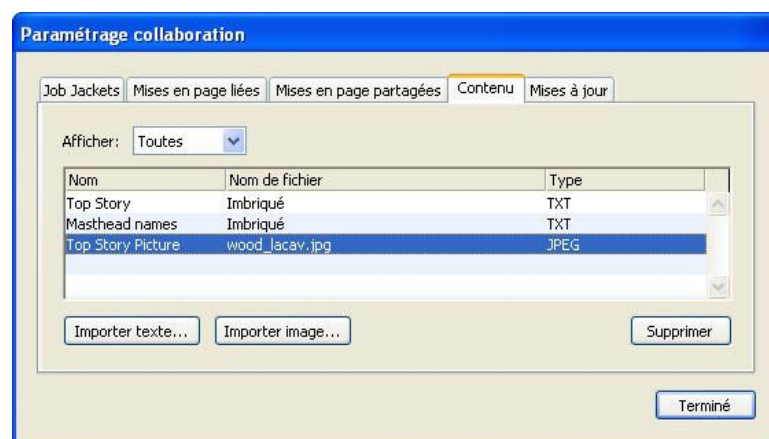 Paramétrage collaboration
Job Jackets Mises en page liées Mises en page partagées Contenu Mises à jour
Afficher: Toutes
Nom Nom de fichier Type
Top Story Imbriqué TXT
Masthead names Imbriqué TXT
Top Story Picture wood_lacav.jpg JPEG
Importer texte... Importer image... Supprimer
Terminé